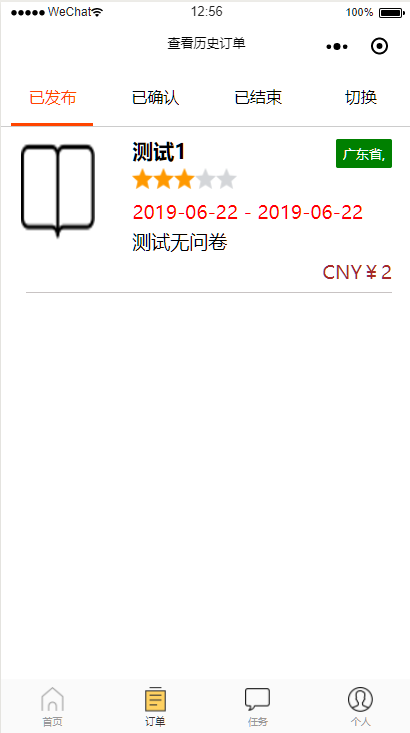 WeChat 12:56 100%
查看历史订单
已发布 已确认 已结束 切换
测试1 广东省,
2019-06-22 - 2019-06-22
测试无问卷
CNY￥2
首页 订单 任务 个人